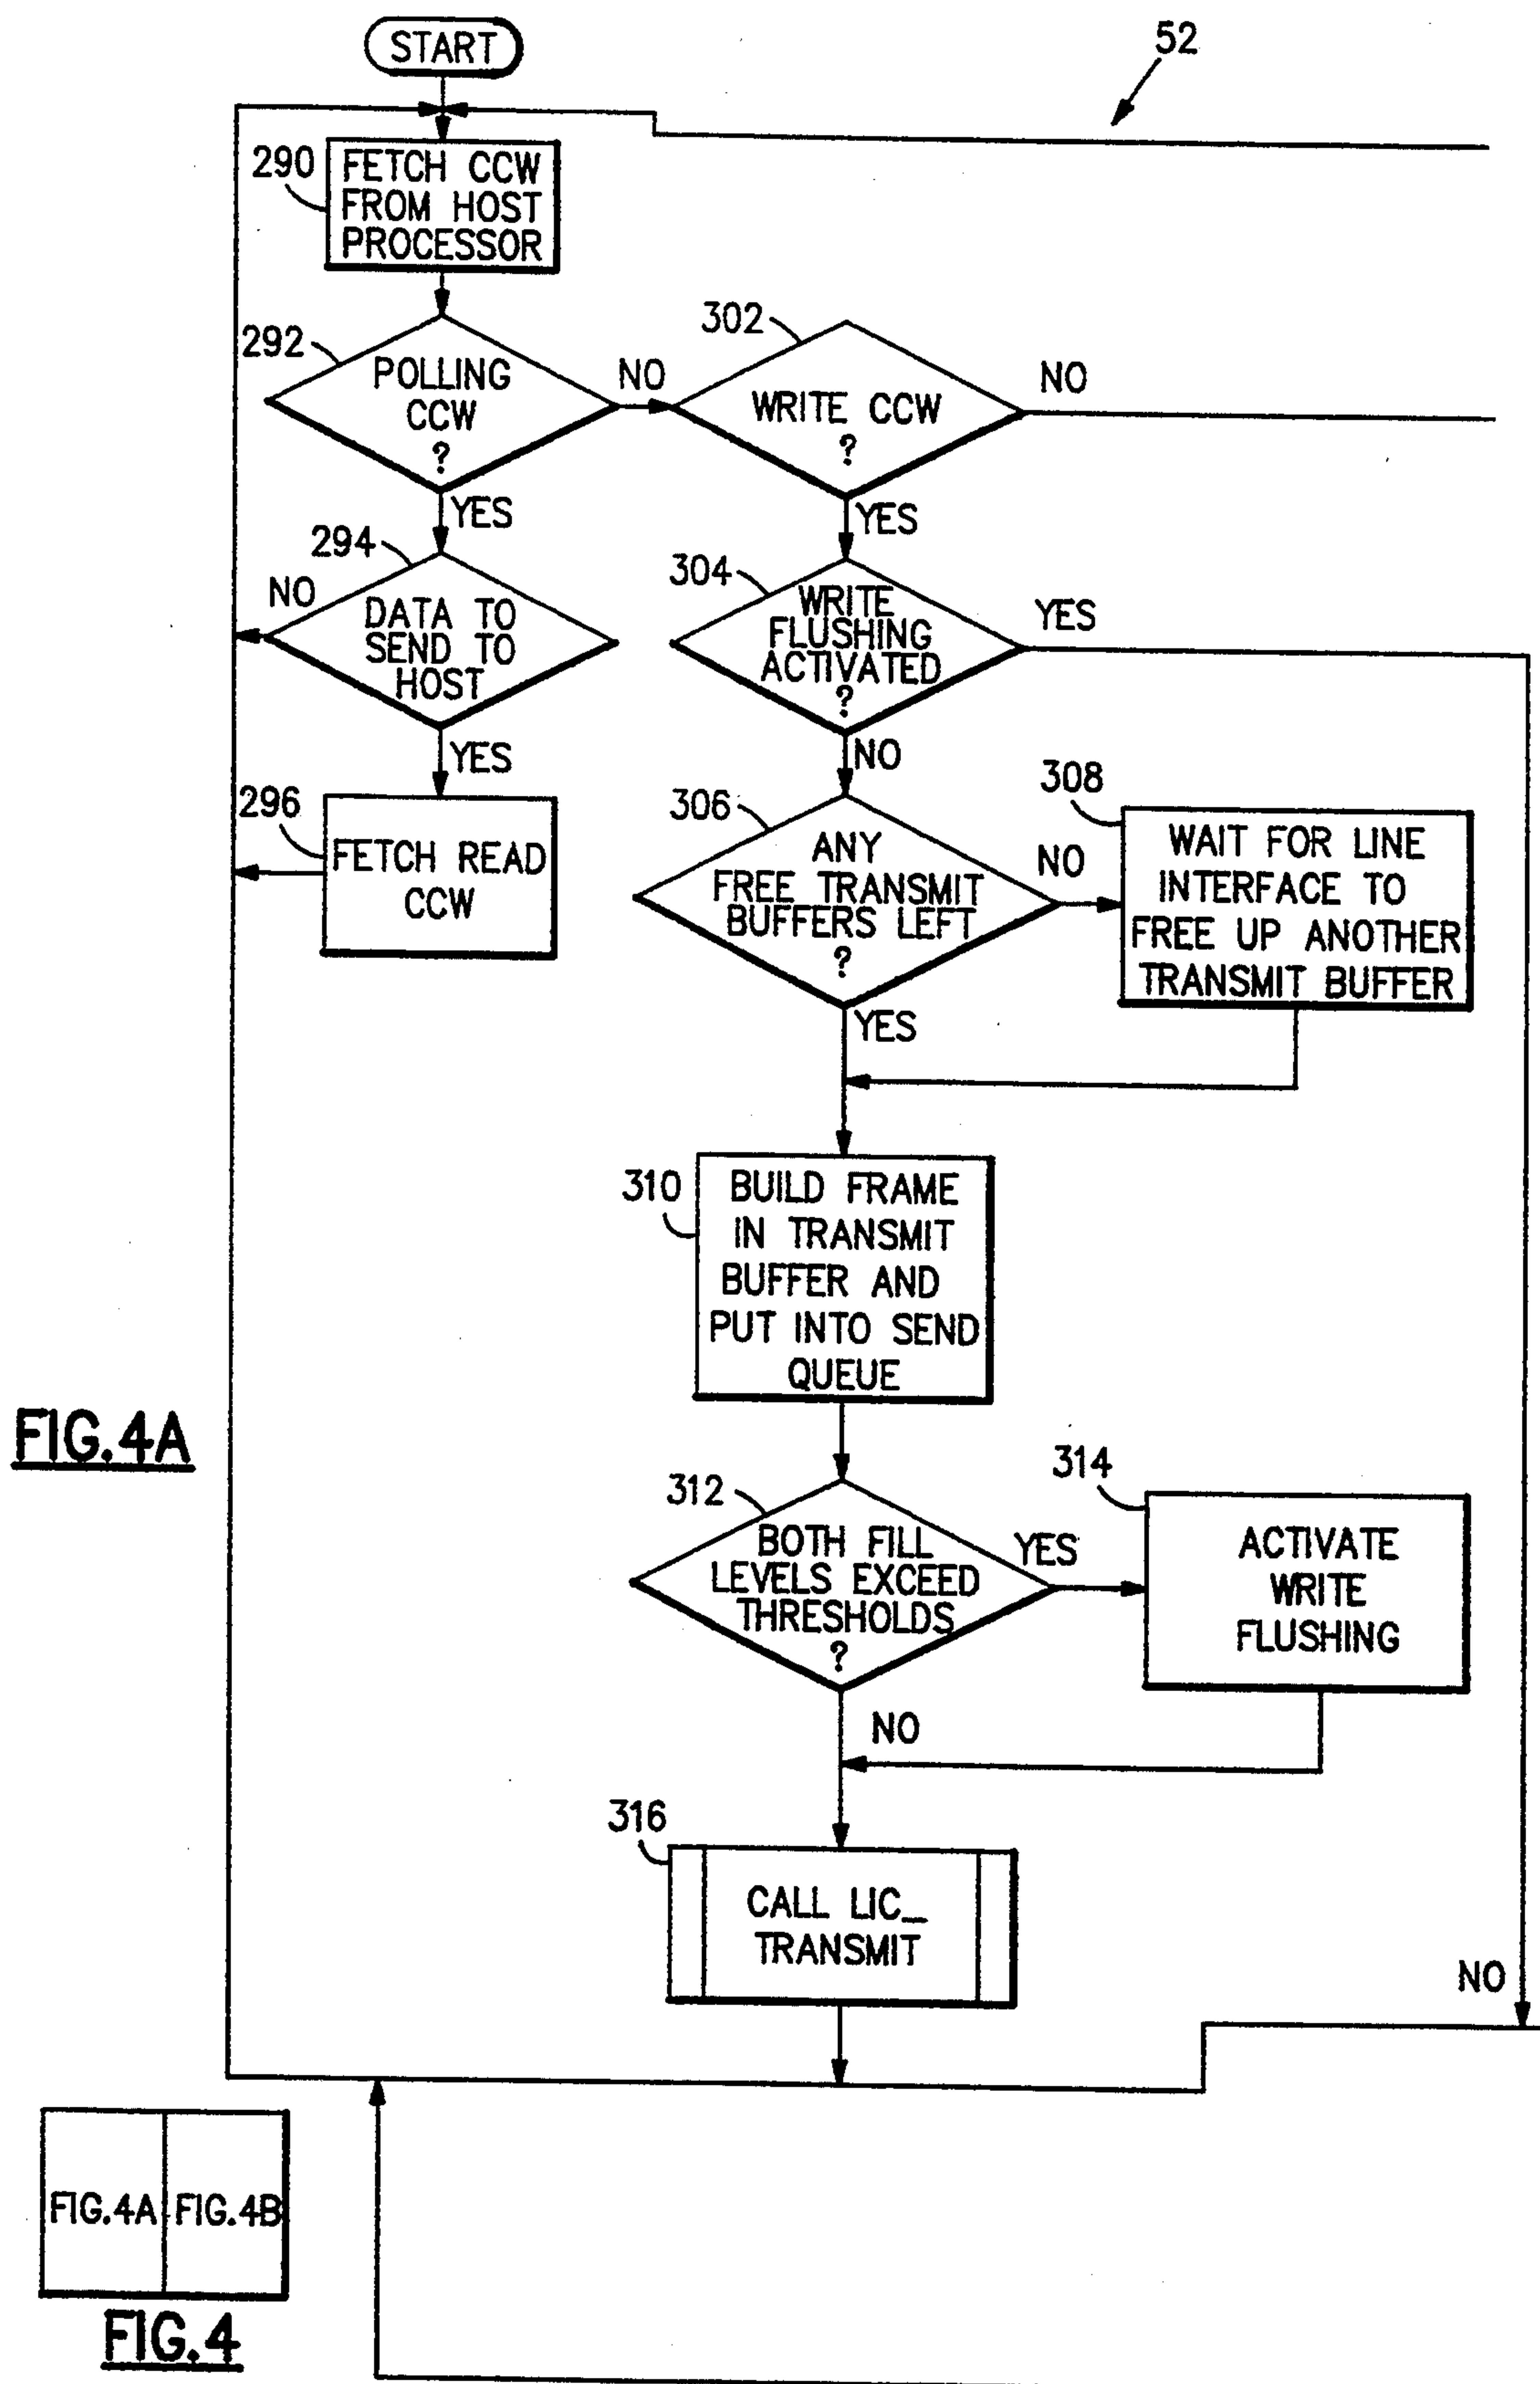 START
52
290
FETCH CCW
FROM HOST
PROCESSOR
292
POLLING
CCW
?
NO
302
WRITE CCW
?
NO
YES
YES
294
NO
DATA TO
SEND TO
HOST
304
WRITE
FLUSHING
ACTIVATED
?
YES
YES
NO
296
FETCH READ
CCW
306
ANY
FREE TRANSMIT
BUFFERS LEFT
?
NO
308
WAIT FOR LINE
INTERFACE TO
FREE UP ANOTHER
TRANSMIT BUFFER
YES
310
BUILD FRAME
IN TRANSMIT
BUFFER AND
PUT INTO SEND
QUEUE
FIG.4A
312
BOTH FILL
LEVELS EXCEED
THRESHOLDS
?
YES
314
ACTIVATE
WRITE
FLUSHING
NO
316
CALL LIC_
TRANSMIT
NO
FIG.4A
FIG.4B
FIG.4